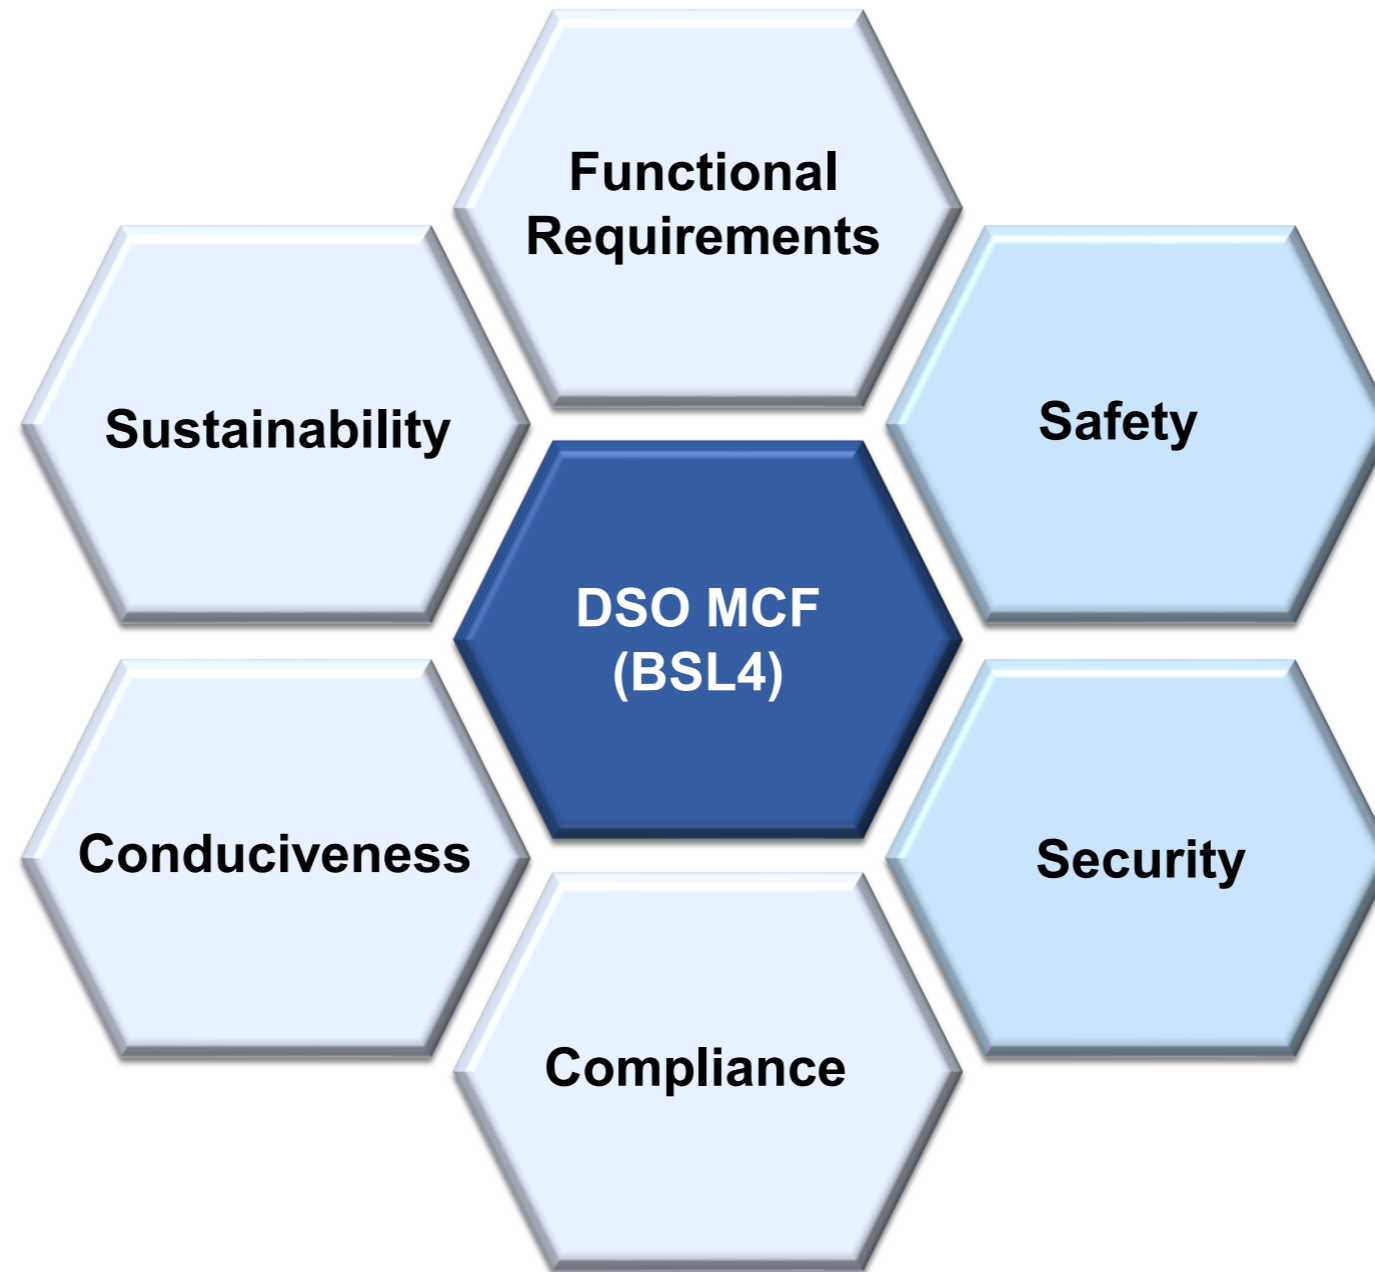 Functional
Requirements
Sustainability
Safety
DSO MCF
(BSL4)
Conduciveness
Security
Compliance